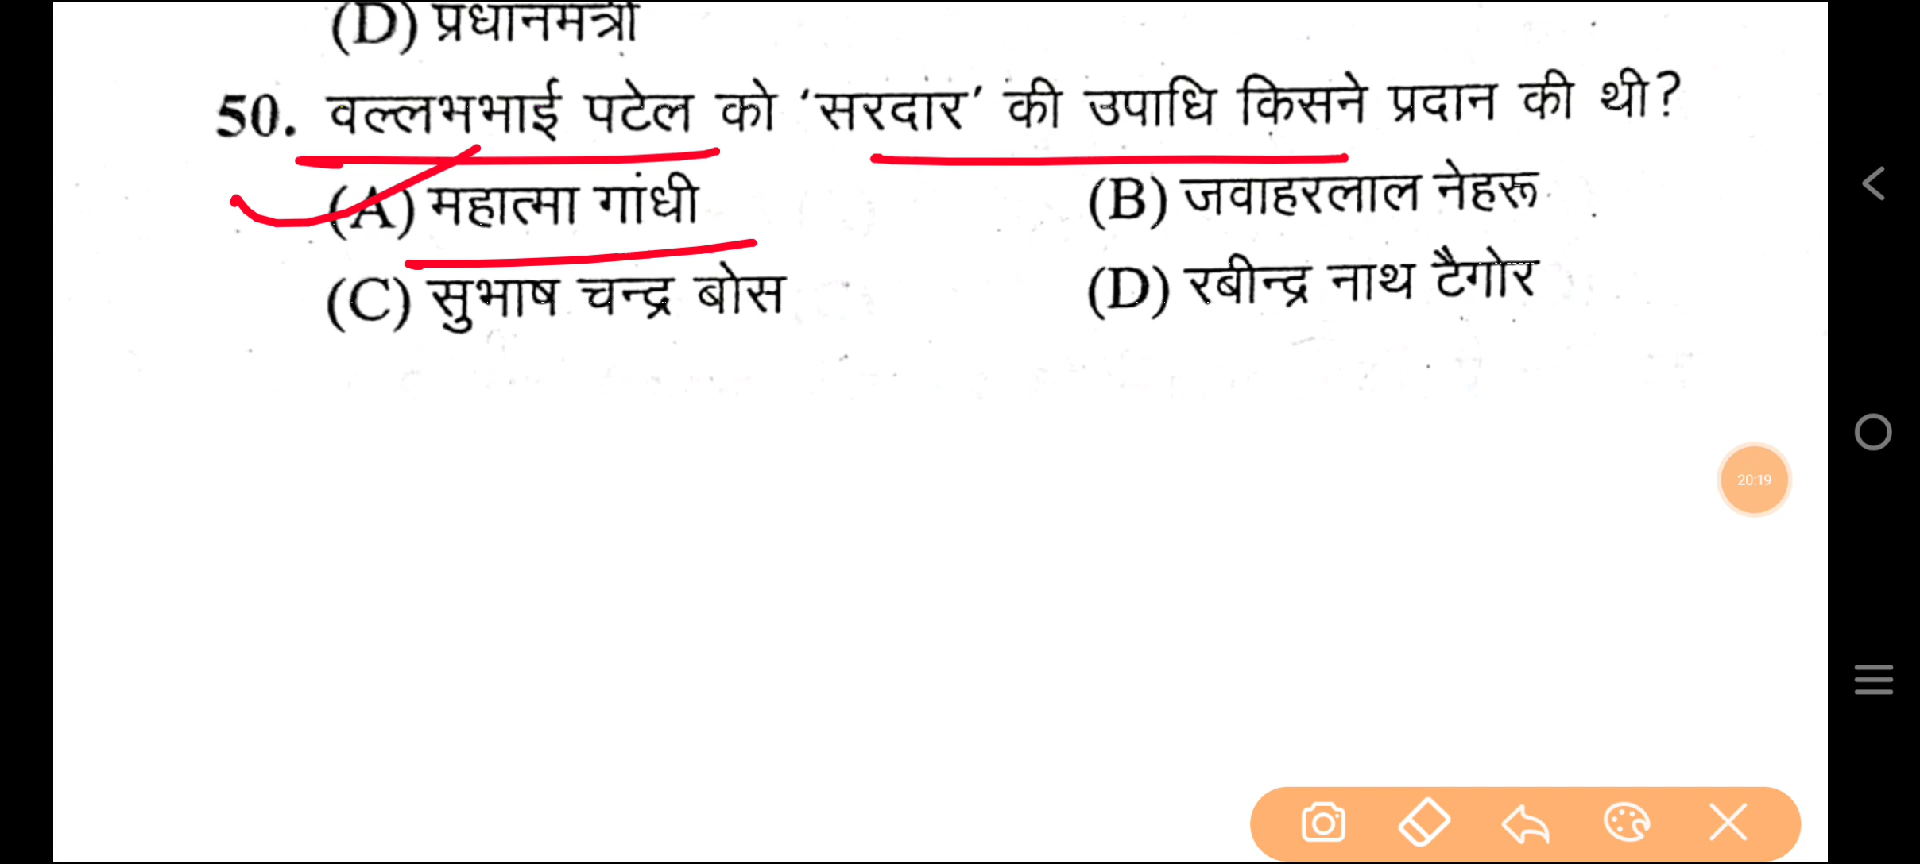 (D) प्रधानमंत्री
50. वल्लभभाई पटेल को ‘सरदार’ की उपाधि किसने प्रदान की थी?
(A) महात्मा गांधी (B) जवाहरलाल नेहरू
(C) सुभाष चन्द्र बोस (D) रबीन्द्र नाथ टैगोर
20:19